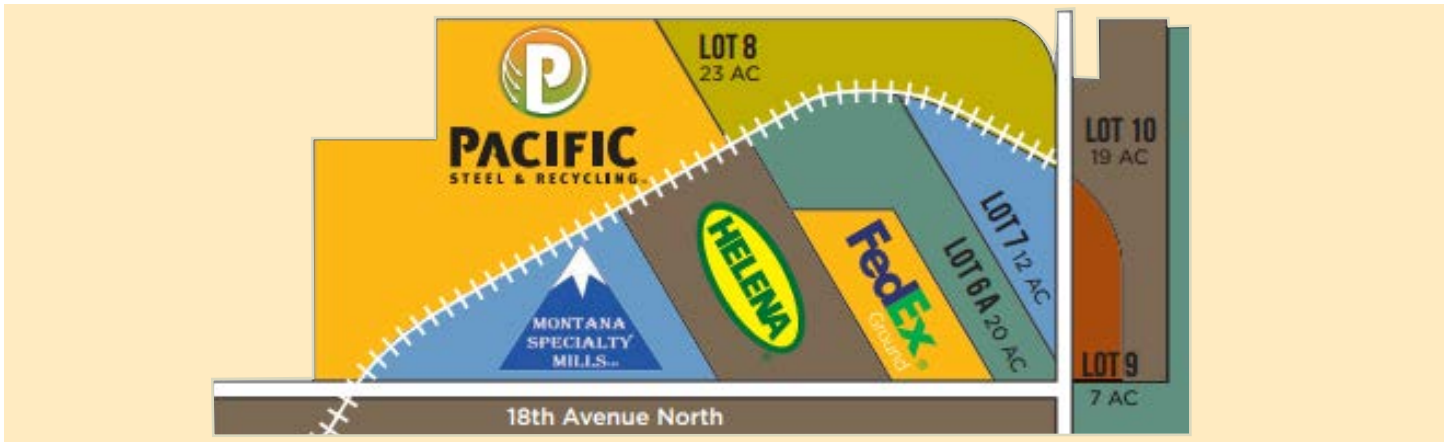 P
PACIFIC
STEEL & RECYCLING
LOT 8
23 AC
LOT 10
19 AC
HELENA
FedEx
Ground
LOT 7 12 AC
LOT 6A 20 AC
MONTANA
SPECIALTY
MILLS
LOT 9
7 AC
18th Avenue North